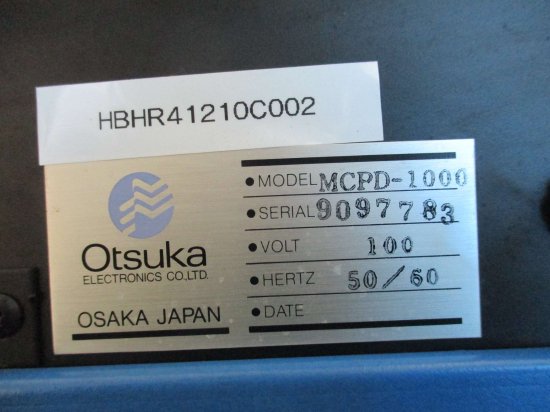 HBHR41210C002
Otsuka
ELECTRONICS CO.,LTD.
OSAKA JAPAN
●MODEL MCPD-1000
●SERIAL 9097783
●VOLT 100
●HERTZ 50/60
●DATE